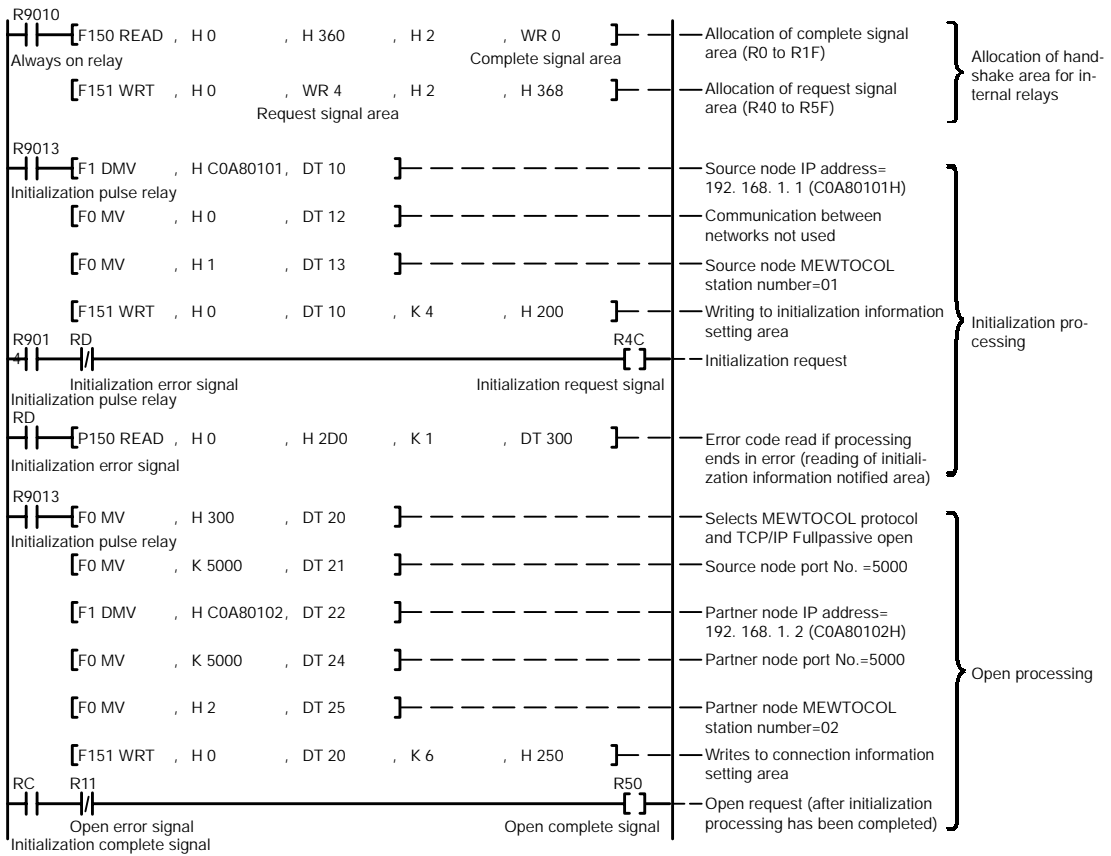 R9010
F150 READ , H 0 , H 360 , H 2 , WR 0
Allocation of complete signal
area (R0 to R1F)
Always on relay
Complete signal area
F151 WRT , H 0 , WR 4 , H 2 , H 368
Allocation of request signal
area (R40 to R5F)
Request signal area
Allocation of hand-
shake area for in-
ternal relays
R9013
F1 DMV , H C0A80101, DT 10
Source node IP address=
192. 168. 1. 1 (C0A80101H)
Initialization pulse relay
F0 MV , H 0 , DT 12
Communication between
networks not used
F0 MV , H 1 , DT 13
Source node MEWTOCOL
station number=01
F151 WRT , H 0 , DT 10 , K 4 , H 200
Writing to initialization information
setting area
Initialization pro-
cessing
R901
4
RD
R4C
Initialization request
Initialization error signal
Initialization request signal
Initialization pulse relay
RD
P150 READ , H 0 , H 2D0 , K 1 , DT 300
Error code read if processing
ends in error (reading of initiali-
zation information notified area)
Initialization error signal
R9013
F0 MV , H 300 , DT 20
Selects MEWTOCOL protocol
and TCP/IP Fullpassive open
Initialization pulse relay
F0 MV , K 5000 , DT 21
Source node port No. =5000
F1 DMV , H C0A80102, DT 22
Partner node IP address=
192. 168. 1. 2 (C0A80102H)
F0 MV , K 5000 , DT 24
Partner node port No.=5000
Open processing
F0 MV , H 2 , DT 25
Partner node MEWTOCOL
station number=02
F151 WRT , H 0 , DT 20 , K 6 , H 250
Writes to connection information
setting area
RC
R11
R50
Open request (after initialization
processing has been completed)
Open error signal
Open complete signal
Initialization complete signal